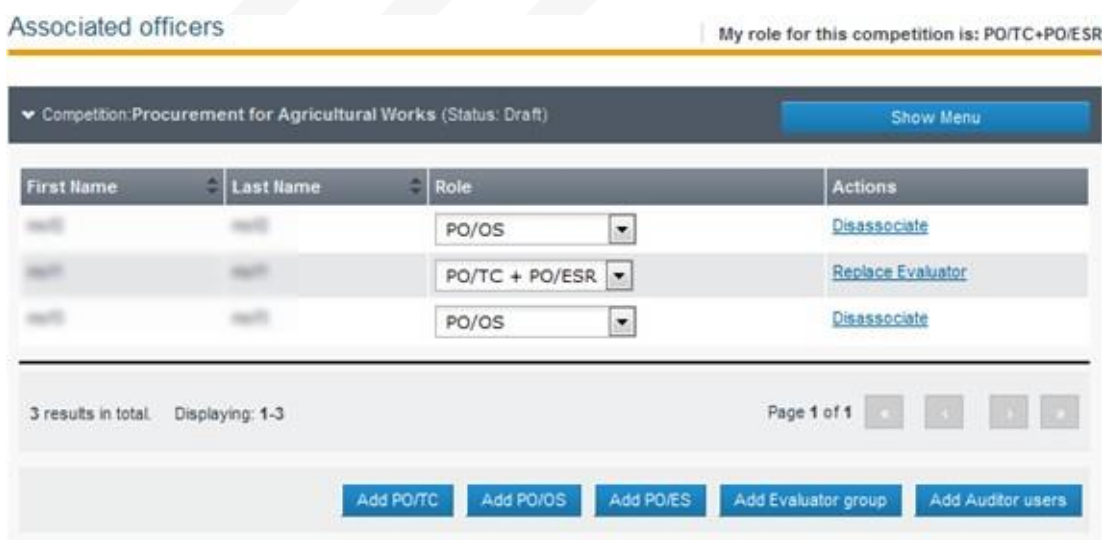 Associated officers
My role for this competition is: PO/TC+PO/ESR
Competition:Procurement for Agricultural Works (Status: Draft)
Show Menu
First Name Last Name Role Actions
PO/OS Disassociate
PO/TC + PO/ESR Replace Evaluator
PO/OS Disassociate
3 results in total. Displaying: 1-3 Page 1 of 1
Add PO/TC Add PO/OS Add PO/ES Add Evaluator group Add Auditor users